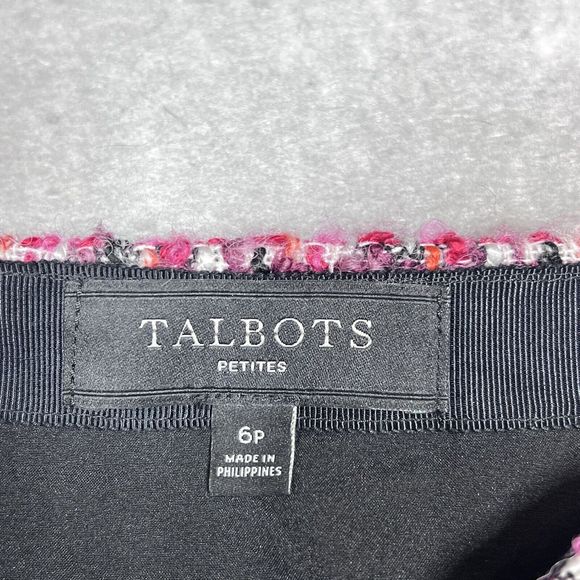 TALBOTS
PETITES
6P
MADE IN
PHILIPPINES